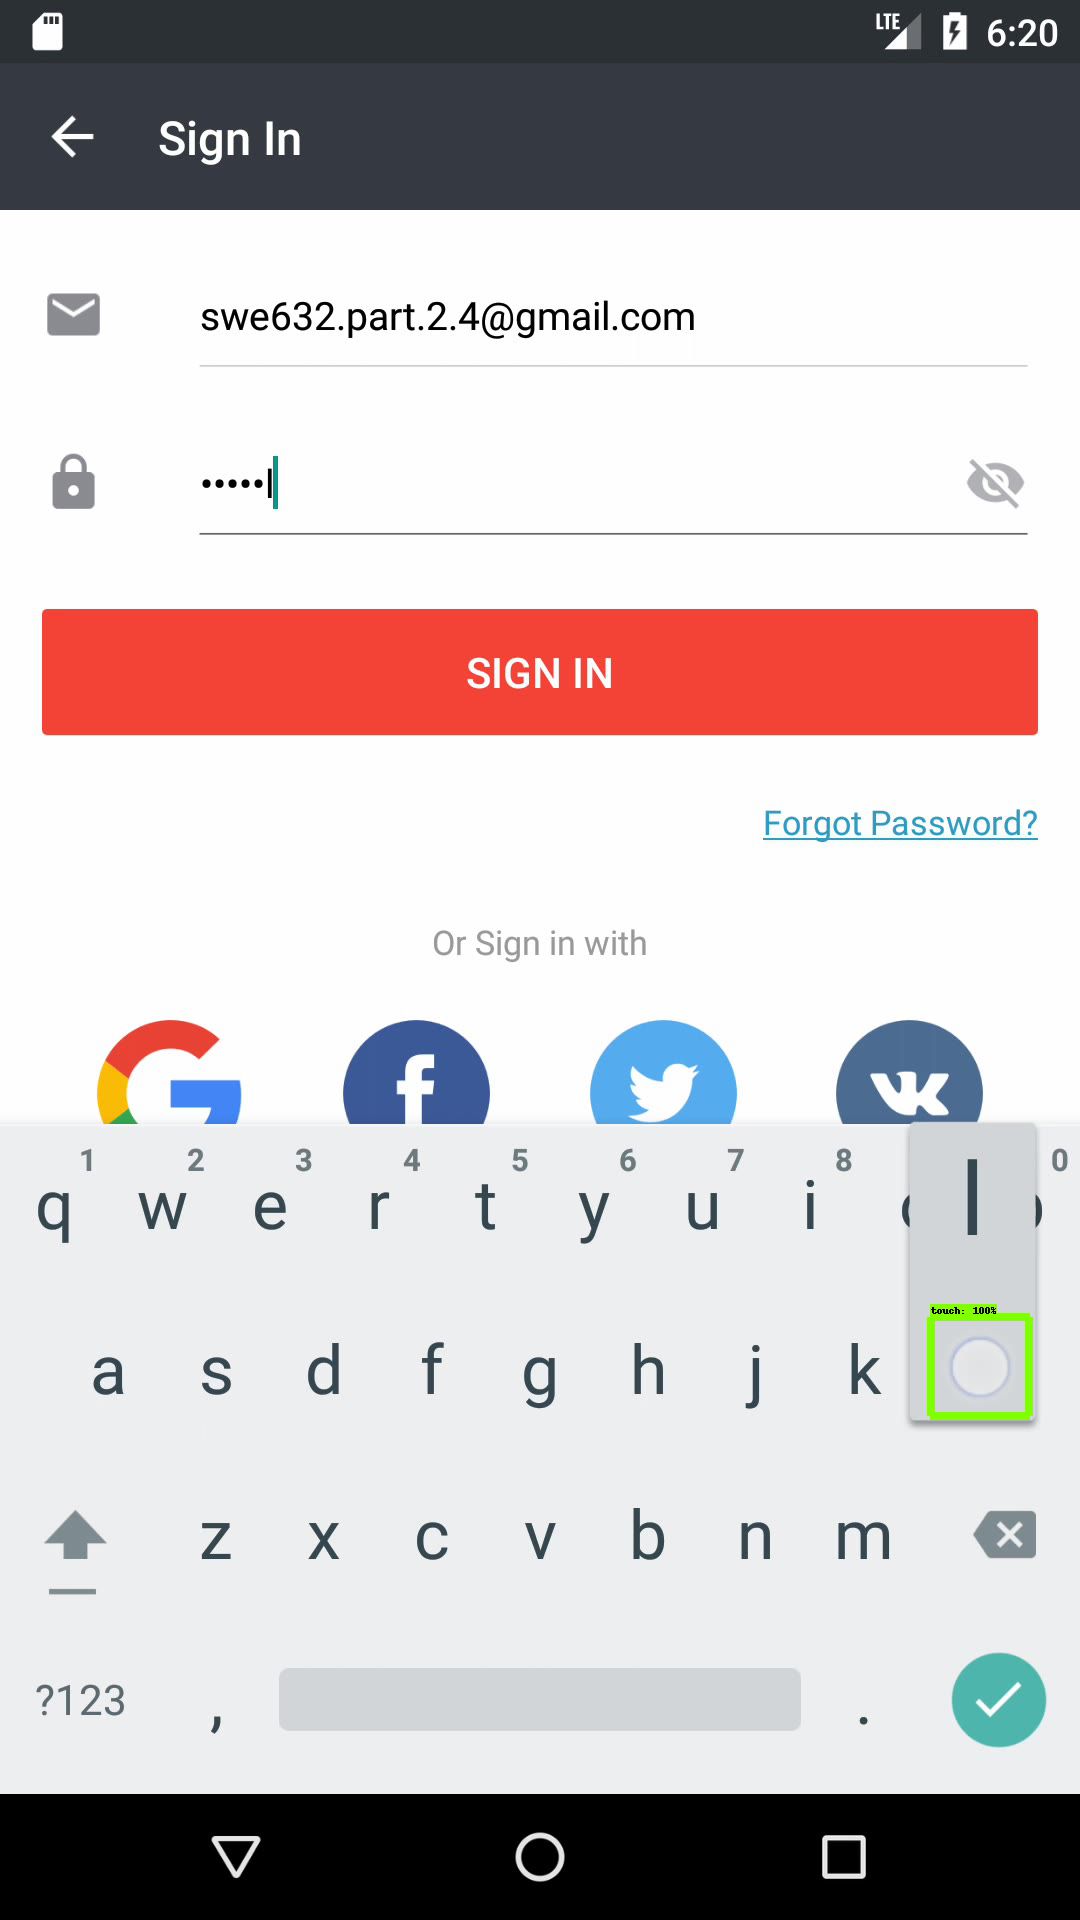 LTE 6:20
Sign In
swe632.part.2.4@gmail.com
•••••l
SIGN IN
Forgot Password?
Or Sign in with
1 2 3 4 5 6 7 8 0
q w e r t y u i l
touch: 100%
a s d f g h j k
z x c v b n m
?123 , .